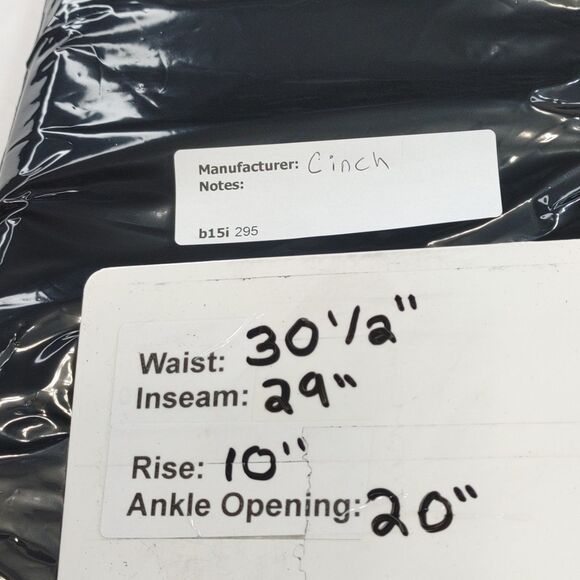 Manufacturer: Cinch
Notes:
b15i 295
Waist: 30 1/2"
Inseam: 29"
Rise: 10"
Ankle Opening: 20"